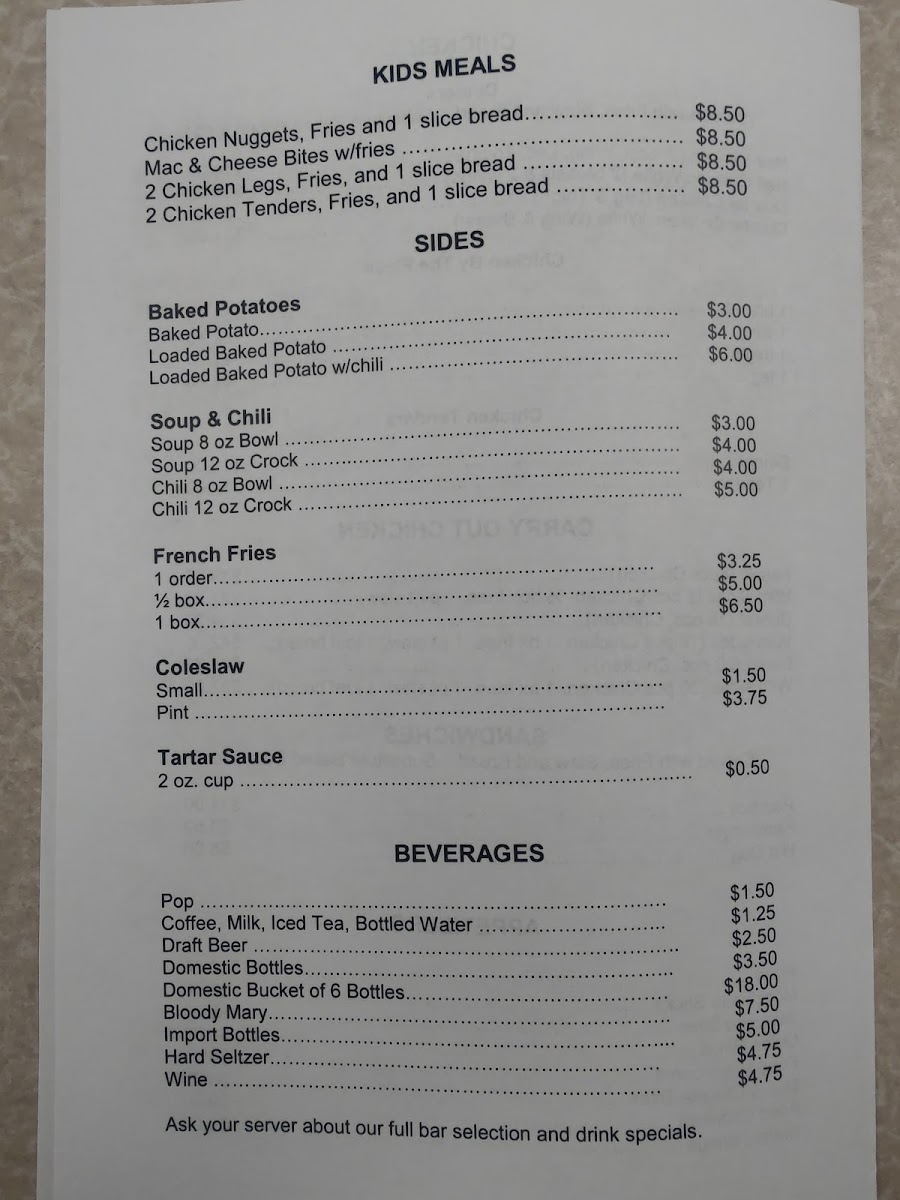 KIDS MEALS
Chicken Nuggets, Fries and 1 slice bread...................... $8.50
Mac & Cheese Bites w/fries ........................................ $8.50
2 Chicken Legs, Fries, and 1 slice bread ....................... $8.50
2 Chicken Tenders, Fries, and 1 slice bread .................. $8.50
SIDES
Baked Potatoes
Baked Potato................................................................ $3.00
Loaded Baked Potato .................................................. $4.00
Loaded Baked Potato w/chili ........................................ $6.00
Soup & Chili
Soup 8 oz Bowl ............................................................ $3.00
Soup 12 oz Crock ........................................................ $4.00
Chili 8 oz Bowl ............................................................. $4.00
Chili 12 oz Crock .......................................................... $5.00
French Fries
1 order.................................................................... $3.25
½ box...................................................................... $5.00
1 box....................................................................... $6.50
Coleslaw
Small....................................................................... $1.50
Pint ......................................................................... $3.75
Tartar Sauce
2 oz. cup ...................................................................... $0.50
BEVERAGES
Pop ........................................................................ $1.50
Coffee, Milk, Iced Tea, Bottled Water ........................... $1.25
Draft Beer ................................................................. $2.50
Domestic Bottles......................................................... $3.50
Domestic Bucket of 6 Bottles........................................ $18.00
Bloody Mary.............................................................. $7.50
Import Bottles............................................................. $5.00
Hard Seltzer............................................................. $4.75
Wine ...................................................................... $4.75
Ask your server about our full bar selection and drink specials.